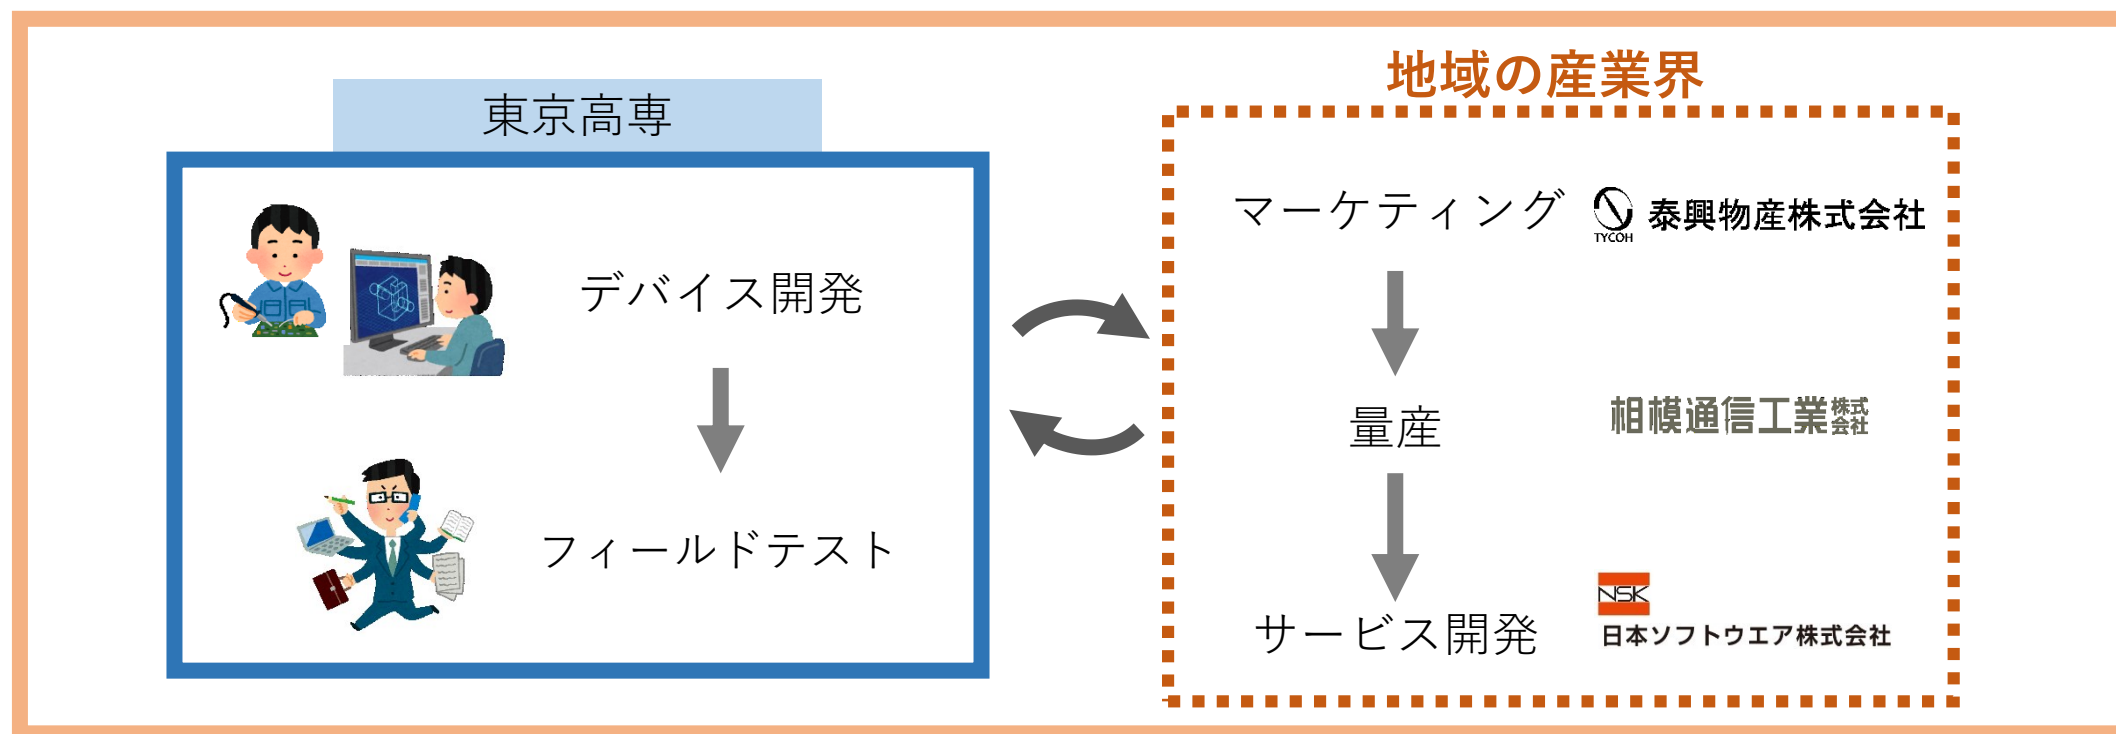 東京高専
デバイス開発
フィールドテスト
地域の産業界
マーケティング
TYCOH
泰興物産株式会社
量産
相模通信工業株式会社
サービス開発
NSK
日本ソフトウエア株式会社